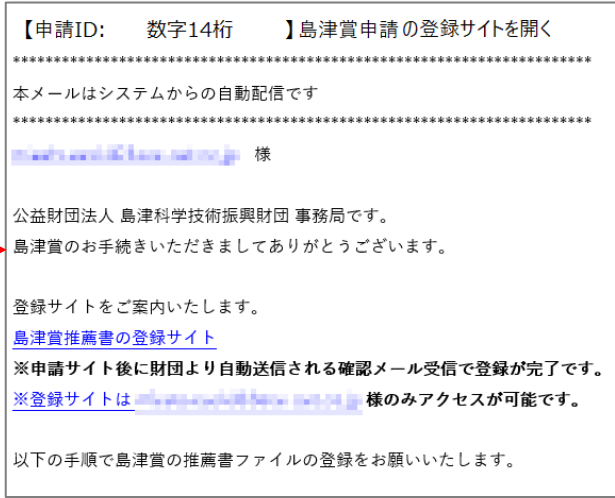 【申請ID: 数字14桁 】島津賞申請の登録サイトを開く
***********************************************************************
本メールはシステムからの自動配信です
***********************************************************************
様
公益財団法人 島津科学技術振興財団 事務局です。
島津賞のお手続きいただきましてありがとうございます。
登録サイトをご案内いたします。
島津賞推薦書の登録サイト
※申請サイト後に財団より自動送信される確認メール受信で登録が完了です。
※登録サイトは 様のみアクセスが可能です。
以下の手順で島津賞の推薦書ファイルの登録をお願いいたします。